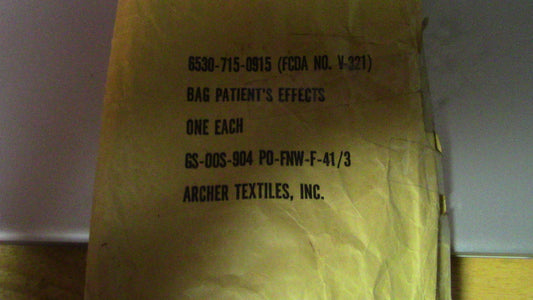 6530-715-0915 (FCDA NO. V-321)
BAG PATIENT'S EFFECTS
ONE EACH
GS-00S-904 PO-FNW-F-41/3
ARCHER TEXTILES, INC.